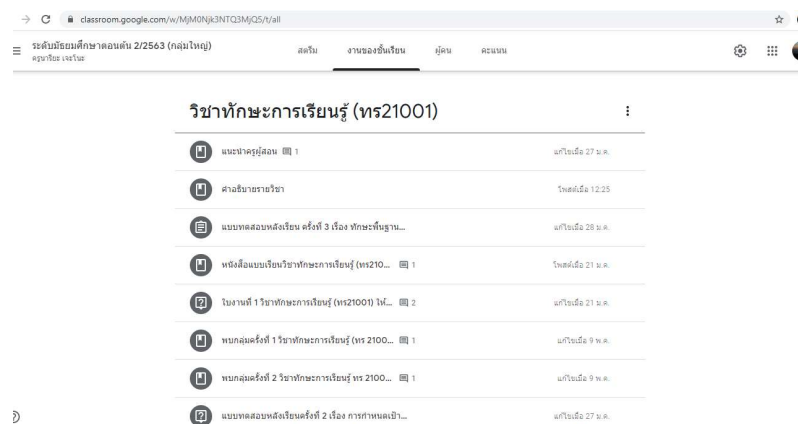 classroom.google.com/w/MjM0Njk3NTQ3MjQ5/t/all
ระดับมัธยมศึกษาตอนต้น 2/2563 (กลุ่มใหญ่)
สตรีม งานของชั้นเรียน ผู้คน คะแนน
วิชาทักษะการเรียนรู้ (ทร21001)
แนะนำครูผู้สอน 1 แก้ไขเมื่อ 27 ม.ค.
คำอธิบายรายวิชา โพสต์เมื่อ 12:25
แบบทดสอบหลังเรียน ครั้งที่ 3 เรื่อง ทักษะพื้นฐาน... แก้ไขเมื่อ 28 ม.ค.
หนังสือแบบเรียนวิชาทักษะการเรียนรู้ (ทร210... 1 โพสต์เมื่อ 21 ม.ค.
ใบงานที่ 1 วิชาทักษะการเรียนรู้ (ทร21001) ให้... 2 แก้ไขเมื่อ 21 ม.ค.
พบกลุ่มครั้งที่ 1 วิชาทักษะการเรียนรู้ (ทร 2100... 1 แก้ไขเมื่อ 9 พ.ค.
พบกลุ่มครั้งที่ 2 วิชาทักษะการเรียนรู้ ทร 2100... 1 แก้ไขเมื่อ 9 พ.ค.
แบบทดสอบหลังเรียนครั้งที่ 2 เรื่อง การกำหนดเป้า... แก้ไขเมื่อ 27 ม.ค.